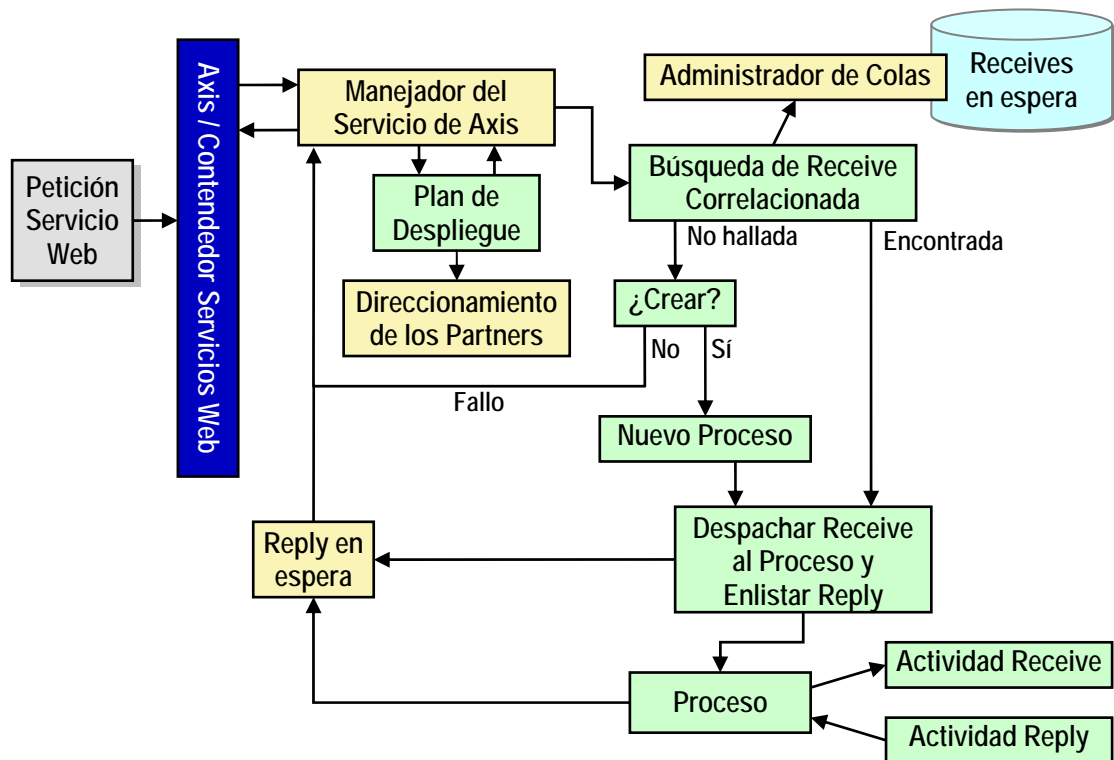 Petición
Servicio
Web
Axis / Contendedor Servicios Web
Manejador del
Servicio de Axis
Plan de
Despliegue
Direccionamiento
de los Partners
Administrador de Colas
Receives
en espera
Búsqueda de Receive
Correlacionada
No hallada
Encontrada
¿Crear?
No
Sí
Fallo
Nuevo Proceso
Despachar Receive
al Proceso y
Enlistar Reply
Reply en
espera
Proceso
Actividad Receive
Actividad Reply